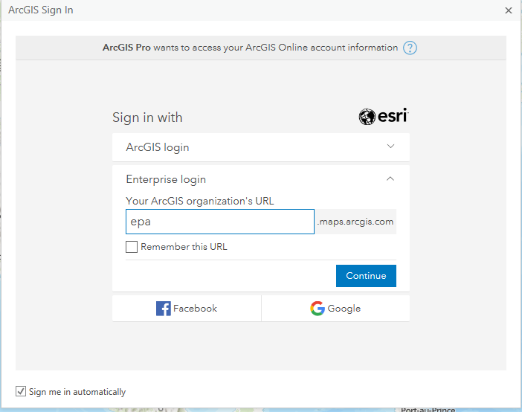 ArcGIS Sign In
ArcGIS Pro wants to access your ArcGIS Online account information ?
Sign in with
esri
ArcGIS login
Enterprise login
Your ArcGIS organization's URL
epa .maps.arcgis.com
Remember this URL
Continue
Facebook Google
Sign me in automatically
Port-au-Prince